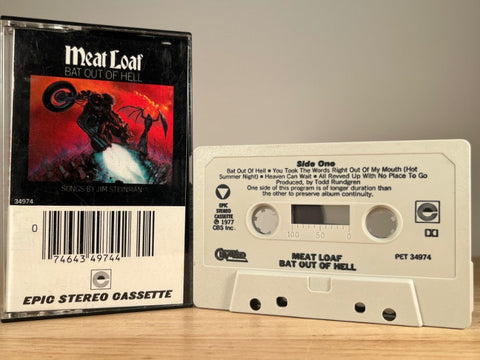 Meat Loaf
BAT OUT OF HELL
SONGS BY JIM STEINMAN
34974
0
74643 49744
EPIC STEREO CASSETTE
Side One
Bat Out Of Hell • You Took The Words Right Out Of My Mouth (Hot
Summer Night) • Heaven Can Wait • All Revved Up With No Place To Go
Produced, by Todd Rundgren
One side of this program is of longer duration than
the other to preserve album continuity.
EPIC
STEREO
CASSETTE
℗ 1977
CBS Inc.
100 50 0
PET 34974
MEAT LOAF
BAT OUT OF HELL